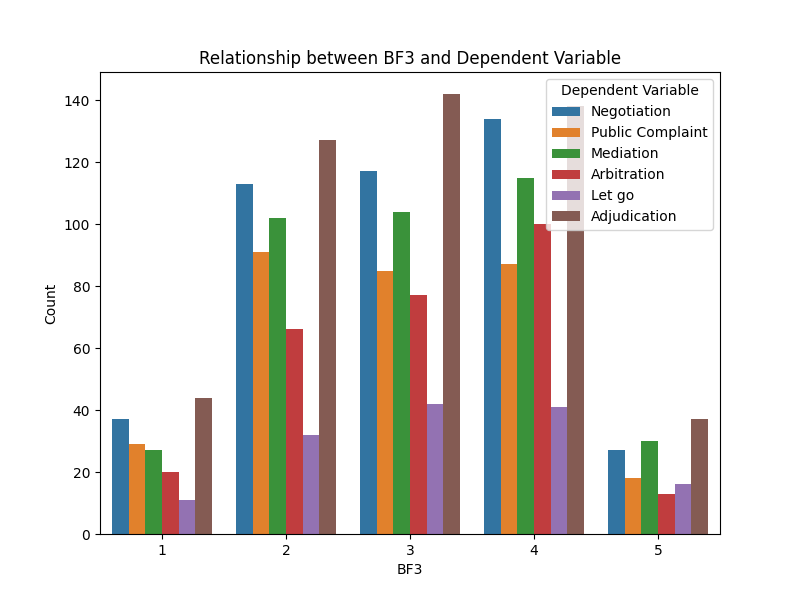 Relationship between BF3 and Dependent Variable
Dependent Variable
Negotiation
Public Complaint
Mediation
Arbitration
Let go
Adjudication
Count
140
120
100
80
60
40
20
0
1 2 3 4 5
BF3